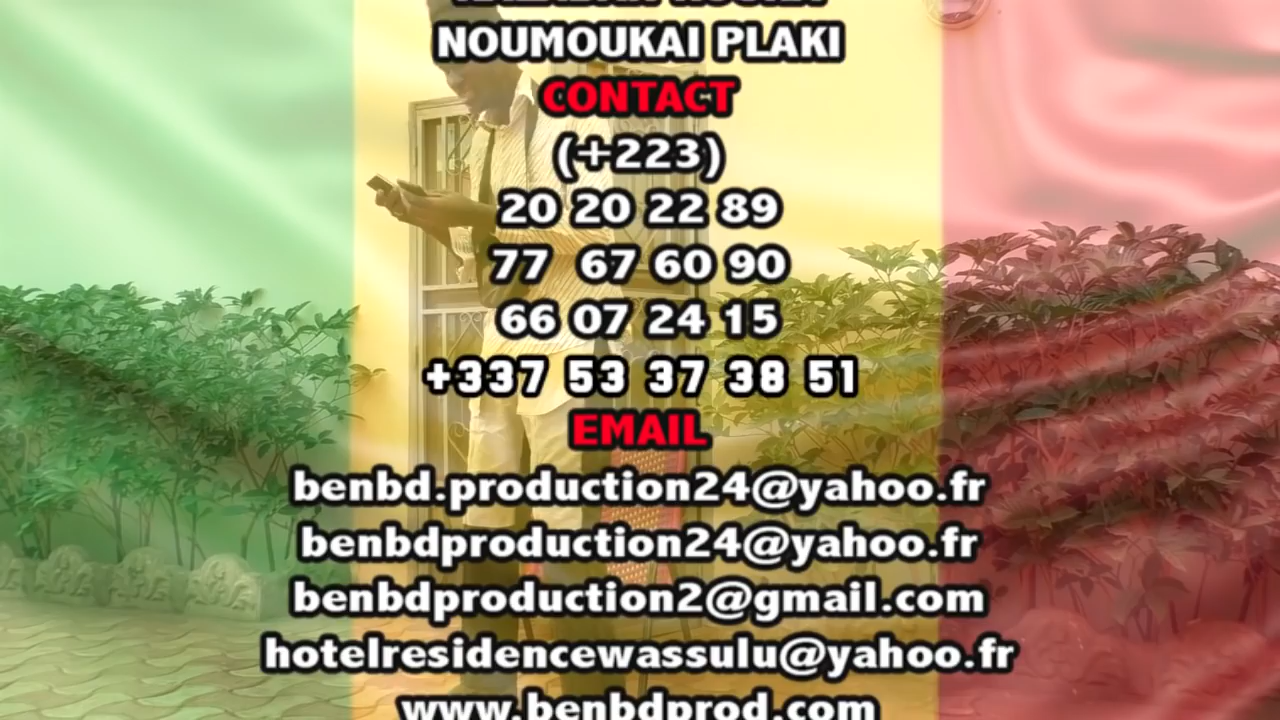 NOUMOUKAI PLAKI
CONTACT
(+223)
20 20 22 89
77 67 60 90
66 07 24 15
+337 53 37 38 51
EMAIL
benbd.production24@yahoo.fr
benbdproduction24@yahoo.fr
benbdproduction2@gmail.com
hotelresidencewassulu@yahoo.fr
www.benbdprod.com